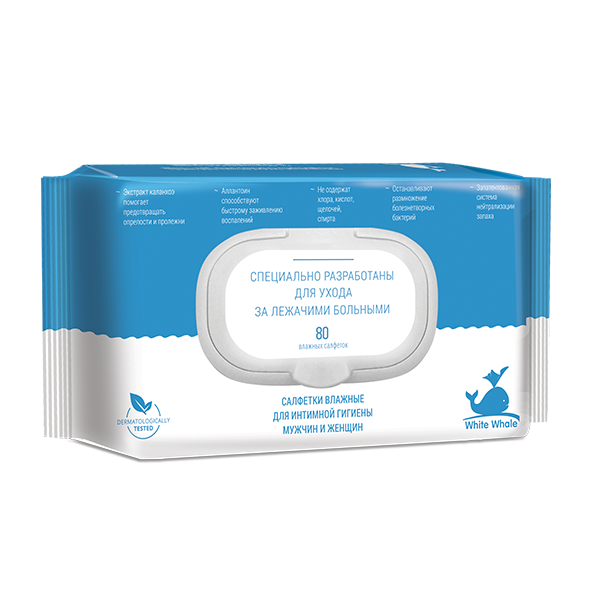 ~ Экстракт каланхоэ
помогает
предотвращать
опрелости и пролежни
~ Аллантоин
способствуют
быстрому заживлению
воспалений
~ Не содержат
хлора, кислот,
щелочей,
спирта
~ Останавливают
размножение
болезнетворных
бактерий
~ Запатентованная
система
нейтрализации
запаха
СПЕЦИАЛЬНО РАЗРАБОТАНЫ
ДЛЯ УХОДА
ЗА ЛЕЖАЧИМИ БОЛЬНЫМИ
80
влажных салфеток
САЛФЕТКИ ВЛАЖНЫЕ
ДЛЯ ИНТИМНОЙ ГИГИЕНЫ
МУЖЧИН И ЖЕНЩИН
DERMATOLOGICALLY
TESTED
White Whale